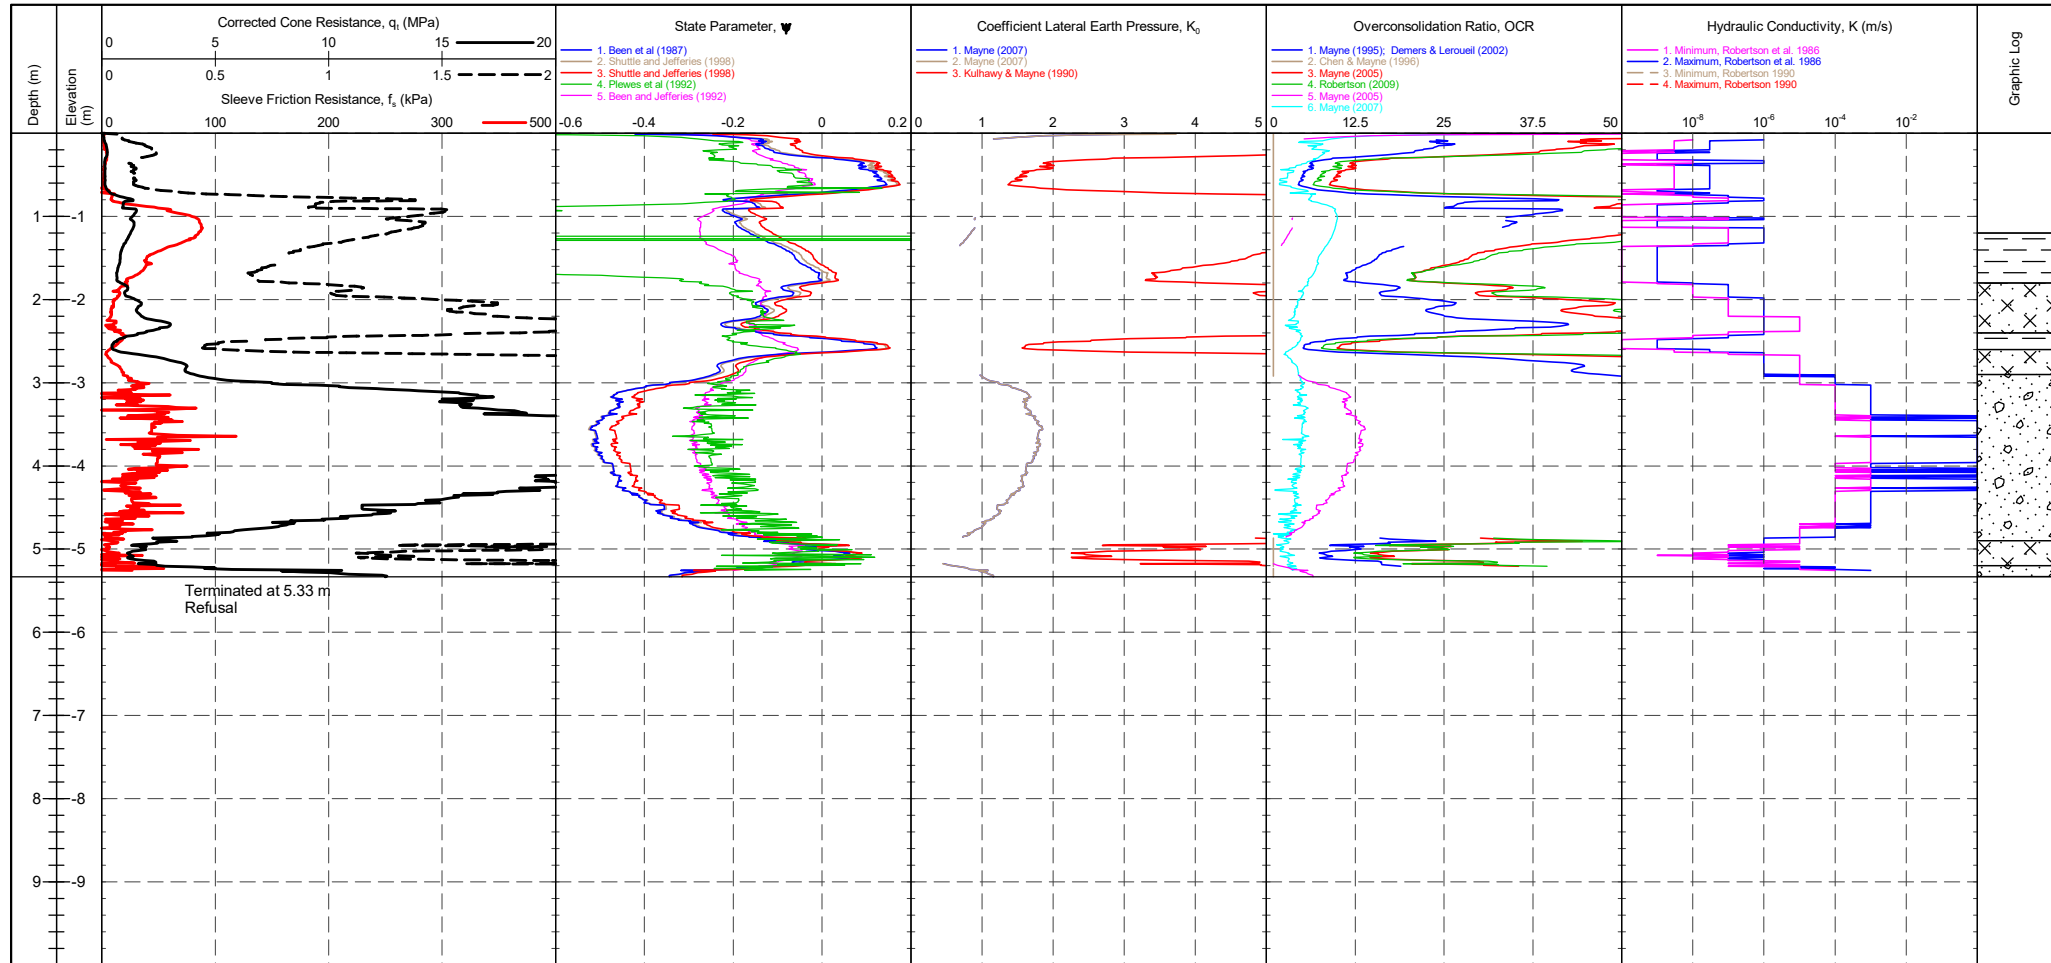 Depth (m)
Elevation (m)
Corrected Cone Resistance, qt (MPa)
0 5 10 15 20
0 0.5 1 1.5 2
Sleeve Friction Resistance, fs (kPa)
100 200 300 500
State Parameter, Ψ
1. Been et al (1987)
2. Shuttle and Jefferies (1998)
3. Shuttle and Jefferies (1998)
4. Plewes et al (1992)
5. Been and Jefferies (1992)
-0.6 -0.4 -0.2 0 0.2
Coefficient Lateral Earth Pressure, K0
1. Mayne (2007)
2. Mayne (2007)
3. Kulhawy & Mayne (1990)
0 1 2 3 4 5
Overconsolidation Ratio, OCR
1. Mayne (1995); Demers & Leroueil (2002)
2. Chen & Mayne (1996)
3. Mayne (2005)
4. Robertson (2009)
5. Mayne (2005)
6. Mayne (2007)
0 12.5 25 37.5 50
Hydraulic Conductivity, K (m/s)
1. Minimum, Robertson et al. 1986
2. Maximum, Robertson et al. 1986
3. Minimum, Robertson 1990
4. Maximum, Robertson 1990
10-8 10-6 10-4 10-2
Graphic Log
1 -1
2 -2
3 -3
4 -4
5 -5
Terminated at 5.33 m
Refusal
6 -6
7 -7
8 -8
9 -9